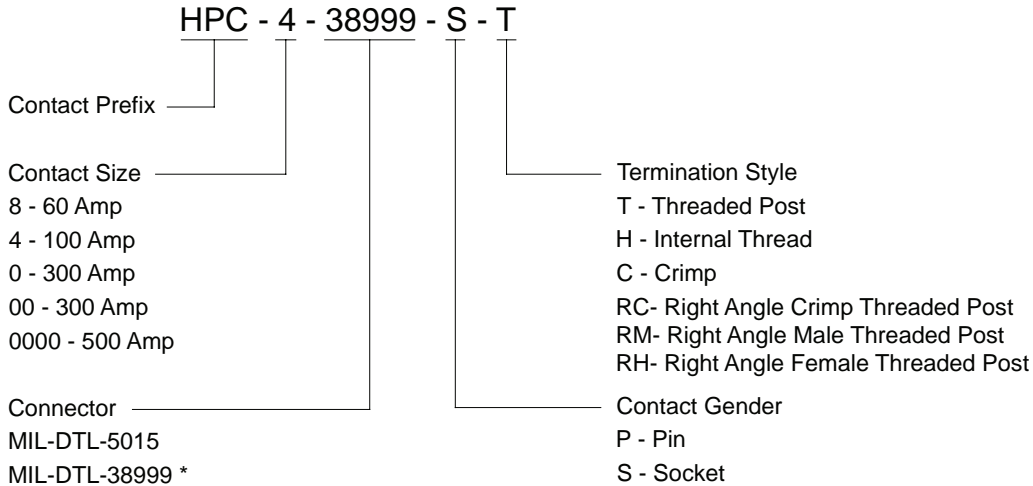 HPC - 4 - 38999 - S - T
Contact Prefix
Contact Size
8 - 60 Amp
4 - 100 Amp
0 - 300 Amp
00 - 300 Amp
0000 - 500 Amp
Connector
MIL-DTL-5015
MIL-DTL-38999 *
Termination Style
T - Threaded Post
H - Internal Thread
C - Crimp
RC- Right Angle Crimp Threaded Post
RM- Right Angle Male Threaded Post
RH- Right Angle Female Threaded Post
Contact Gender
P - Pin
S - Socket